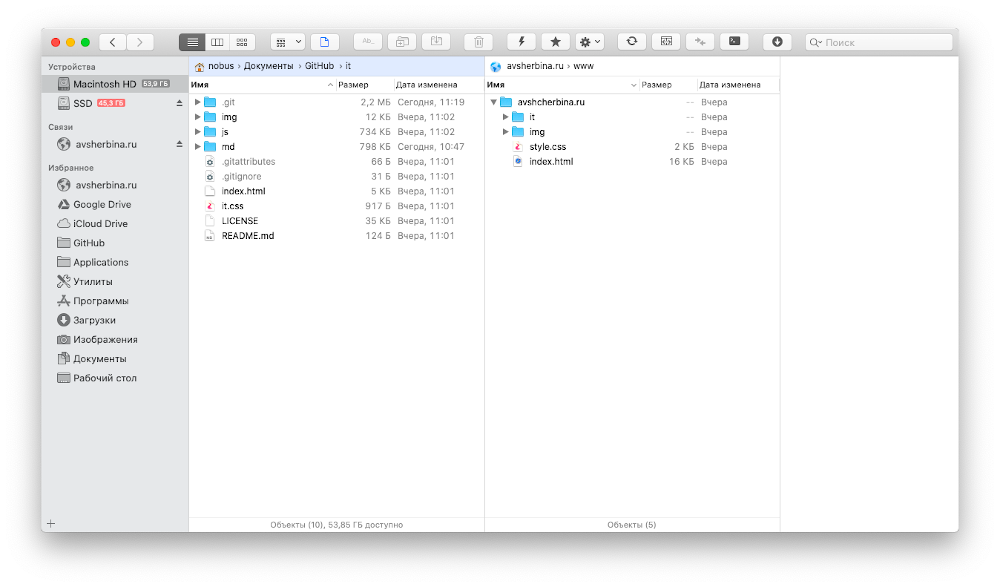 Ab_
Поиск
Устройства
Macintosh HD 53,9 ГБ
SSD 45,3 ГБ
Связи
avsherbina.ru
Избранное
avsherbina.ru
Google Drive
iCloud Drive
GitHub
Applications
Утилиты
Программы
Загрузки
Изображения
Документы
Рабочий стол
nobus › Документы › GitHub › it
Имя Размер Дата изменена
.git 2,2 МБ Сегодня, 11:19
img 12 КБ Вчера, 11:02
js 734 КБ Вчера, 11:02
md 798 КБ Сегодня, 10:47
.gitattributes 66 Б Вчера, 11:01
.gitignore 31 Б Вчера, 11:01
index.html 5 КБ Вчера, 11:01
it.css 917 Б Вчера, 11:01
LICENSE 35 КБ Вчера, 11:01
README.md 124 Б Вчера, 11:01
Объекты (10), 53,85 ГБ доступно
avsherbina.ru › www
Имя Размер Дата изменена
avshcherbina.ru -- Вчера
it -- Вчера
img -- Вчера
style.css 2 КБ Вчера
index.html 16 КБ Вчера
Объекты (5)